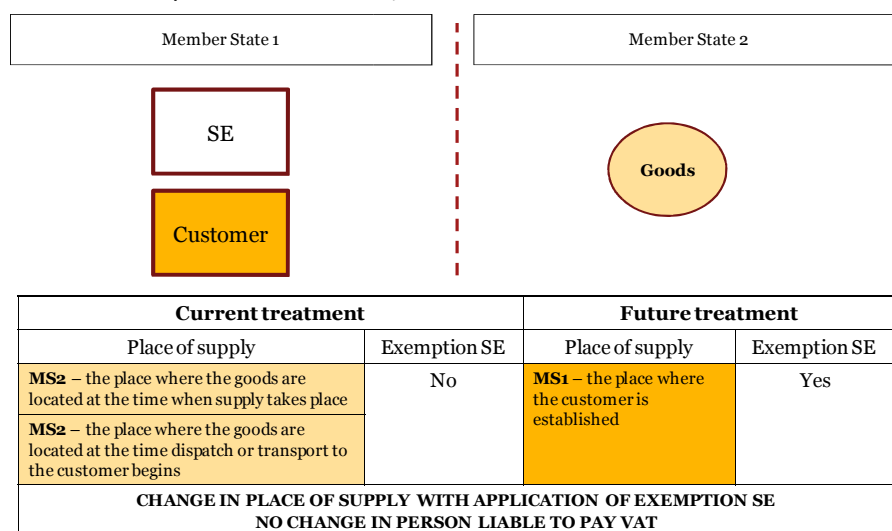 Member State 1
Member State 2
SE
Goods
Customer
Current treatment
Future treatment
Place of supply
Exemption SE
Place of supply
Exemption SE
MS2 – the place where the goods are
located at the time when supply takes place
No
MS1 – the place where
the customer is
established
Yes
MS2 – the place where the goods are
located at the time dispatch or transport to
the customer begins
CHANGE IN PLACE OF SUPPLY WITH APPLICATION OF EXEMPTION SE
NO CHANGE IN PERSON LIABLE TO PAY VAT